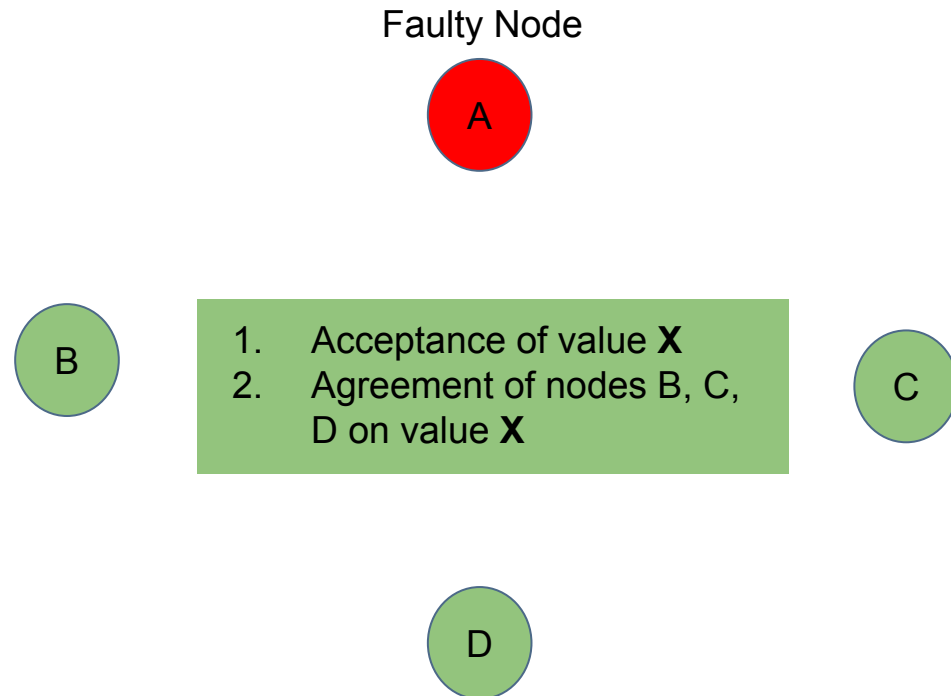 Faulty Node
A
B
1. Acceptance of value X
2. Agreement of nodes B, C,
D on value X
C
D